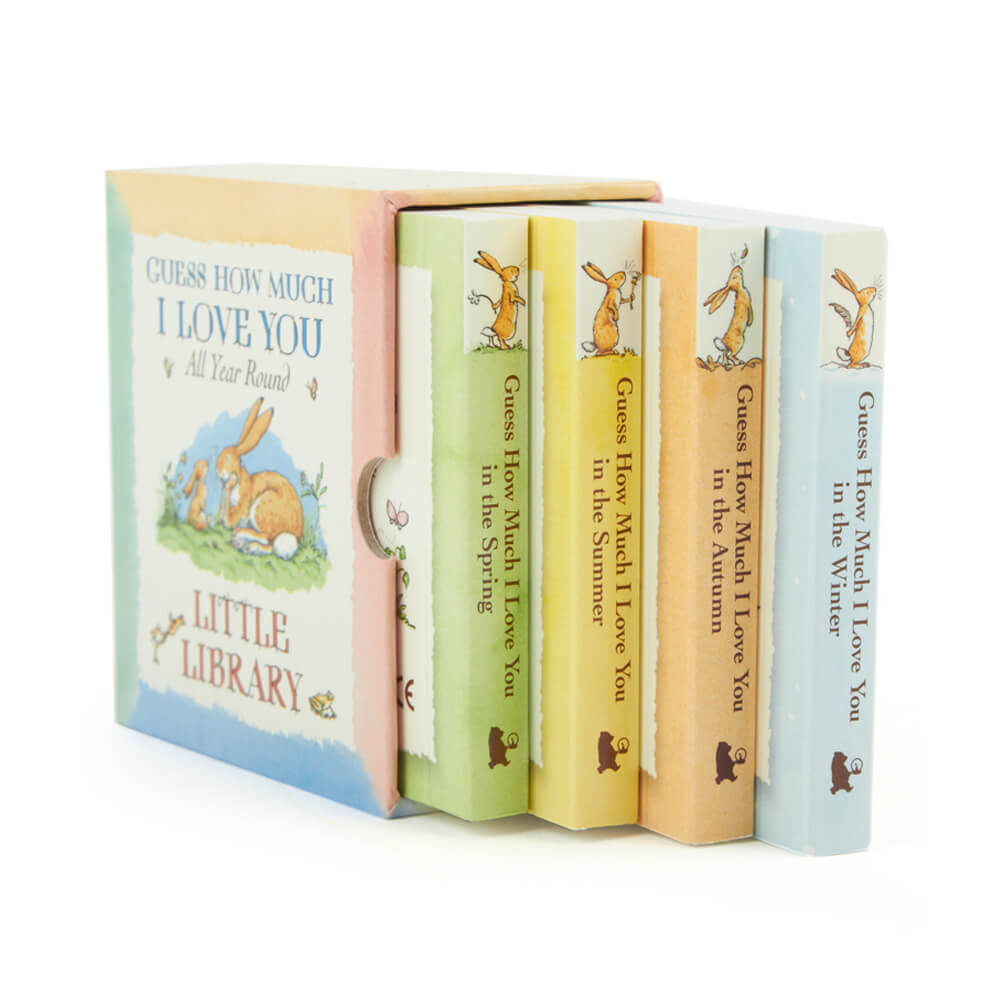 GUESS HOW MUCH
I LOVE YOU
All Year Round
LITTLE
LIBRARY
CE
Guess How Much I Love You
in the Spring
Guess How Much I Love You
in the Summer
Guess How Much I Love You
in the Autumn
Guess How Much I Love You
in the Winter